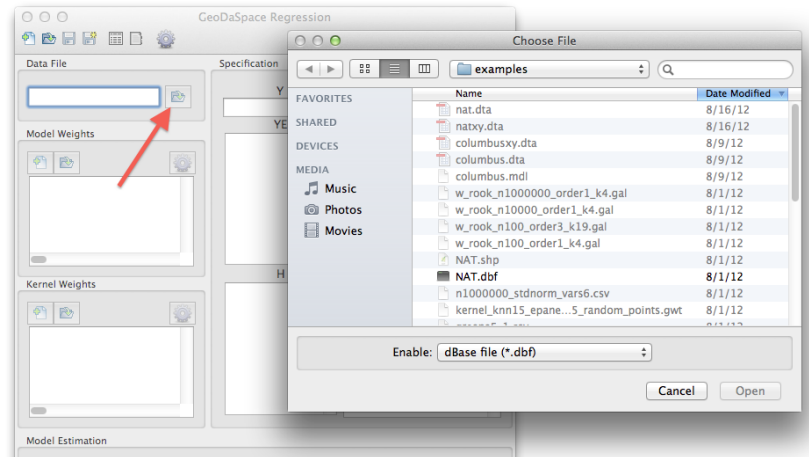 GeoDaSpace Regression
Data File
Specification
Y
YE
Model Weights
H
Kernel Weights
Model Estimation
Choose File
examples
Name Date Modified
FAVORITES
SHARED
DEVICES
MEDIA
Music
Photos
Movies
nat.dta 8/16/12
natxy.dta 8/16/12
columbusxy.dta 8/9/12
columbus.dta 8/9/12
columbus.mdl 8/9/12
w_rook_n1000000_order1_k4.gal 8/1/12
w_rook_n10000_order1_k4.gal 8/1/12
w_rook_n100_order3_k19.gal 8/1/12
w_rook_n100_order1_k4.gal 8/1/12
NAT.shp 8/1/12
NAT.dbf 8/1/12
n1000000_stdnorm_vars6.csv 8/1/12
kernel_knn15_epane...5_random_points.gwt 8/1/12
Enable: dBase file (*.dbf)
Cancel Open